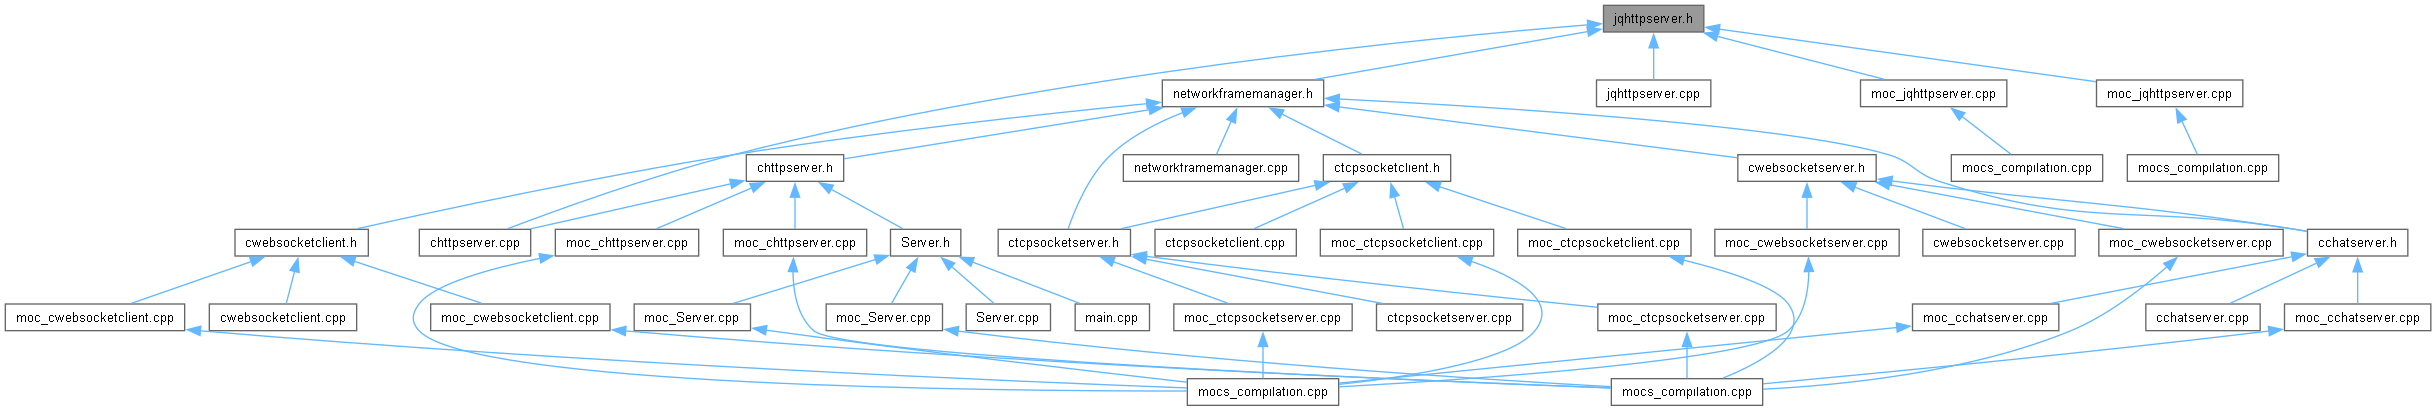 jqhttpserver.h
networkframemanager.h
jqhttpserver.cpp
moc_jqhttpserver.cpp
moc_jqhttpserver.cpp
chttpserver.h
networkframemanager.cpp
ctcpsocketclient.h
cwebsocketserver.h
mocs_compilation.cpp
mocs_compilation.cpp
cwebsocketclient.h
chttpserver.cpp
moc_chttpserver.cpp
moc_chttpserver.cpp
Server.h
ctcpsocketserver.h
ctcpsocketclient.cpp
moc_ctcpsocketclient.cpp
moc_ctcpsocketclient.cpp
moc_cwebsocketserver.cpp
cwebsocketserver.cpp
moc_cwebsocketserver.cpp
cchatserver.h
moc_cwebsocketclient.cpp
cwebsocketclient.cpp
moc_cwebsocketclient.cpp
moc_Server.cpp
moc_Server.cpp
Server.cpp
main.cpp
moc_ctcpsocketserver.cpp
ctcpsocketserver.cpp
moc_ctcpsocketserver.cpp
moc_cchatserver.cpp
cchatserver.cpp
moc_cchatserver.cpp
mocs_compilation.cpp
mocs_compilation.cpp